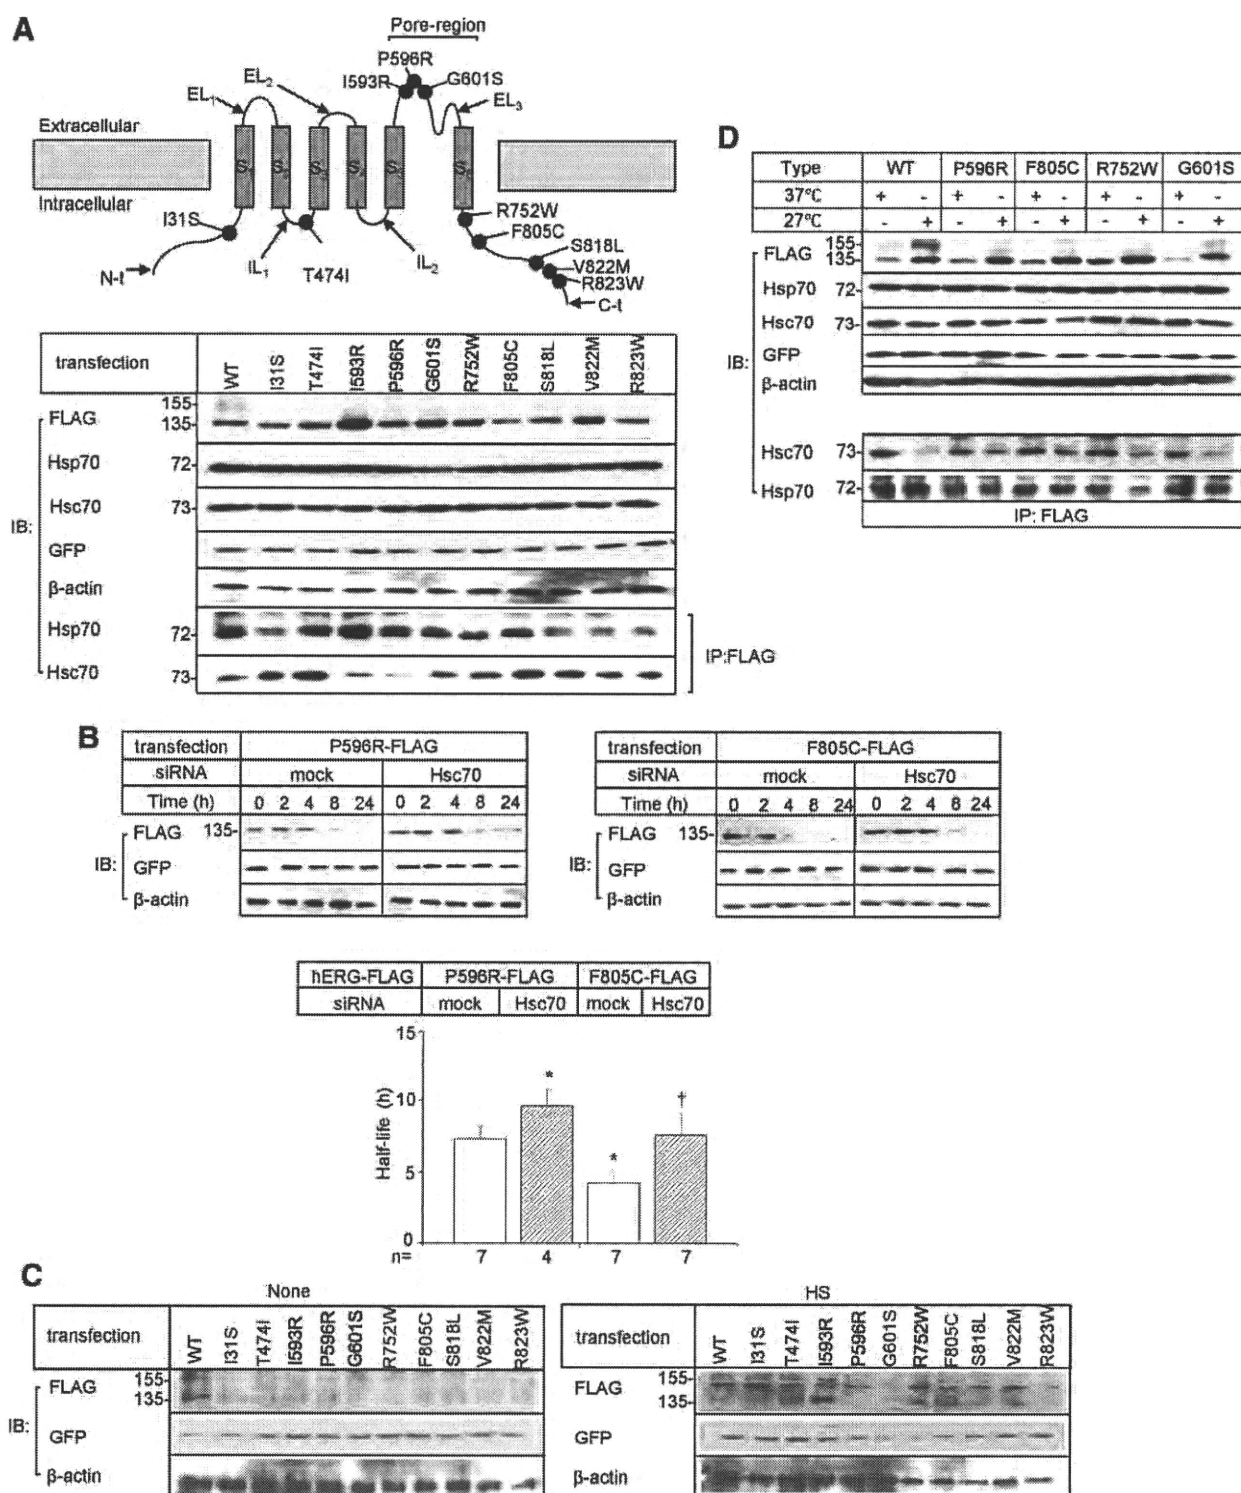 A
Pore-region
P596R
I593R
G601S
EL1
EL2
EL3
Extracellular
Intracellular
I31S
N-t
IL1
T474I
IL2
R752W
F805C
S818L
V822M
R823W
C-t
transfection WT I31S T474I I593R P596R G601S R752W F805C S818L V822M R823W
IB:
FLAG 155- 135-
Hsp70 72-
Hsc70 73-
GFP
β-actin
Hsp70 72-
Hsc70 73-
IP:FLAG
D
Type WT P596R F805C R752W G601S
37°C + - + - + - + - + -
27°C - + - + - + - + - +
IB:
FLAG 155- 135-
Hsp70 72-
Hsc70 73-
GFP
β-actin
Hsc70 73-
Hsp70 72-
IP: FLAG
B
transfection P596R-FLAG
siRNA mock Hsc70
Time (h) 0 2 4 8 24 0 2 4 8 24
IB:
FLAG 135-
GFP
β-actin
transfection F805C-FLAG
siRNA mock Hsc70
Time (h) 0 2 4 8 24 0 2 4 8 24
IB:
FLAG 135-
GFP
β-actin
hERG-FLAG P596R-FLAG F805C-FLAG
siRNA mock Hsc70 mock Hsc70
Half-life (h)
15
10
5
0
* * †
n= 7 4 7 7
C
None
transfection WT I31S T474I I593R P596R G601S R752W F805C S818L V822M R823W
IB:
FLAG 155- 135-
GFP
β-actin
HS
transfection WT I31S T474I I593R P596R G601S R752W F805C S818L V822M R823W
FLAG 155- 135-
GFP
β-actin